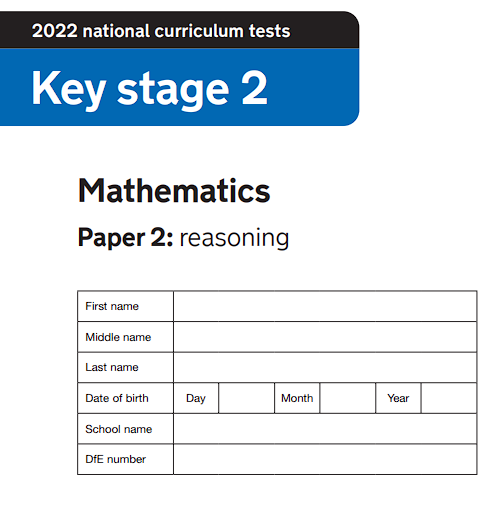 2022 national curriculum tests
Key stage 2
Mathematics
Paper 2: reasoning
First name
Middle name
Last name
Date of birth Day Month Year
School name
DfE number